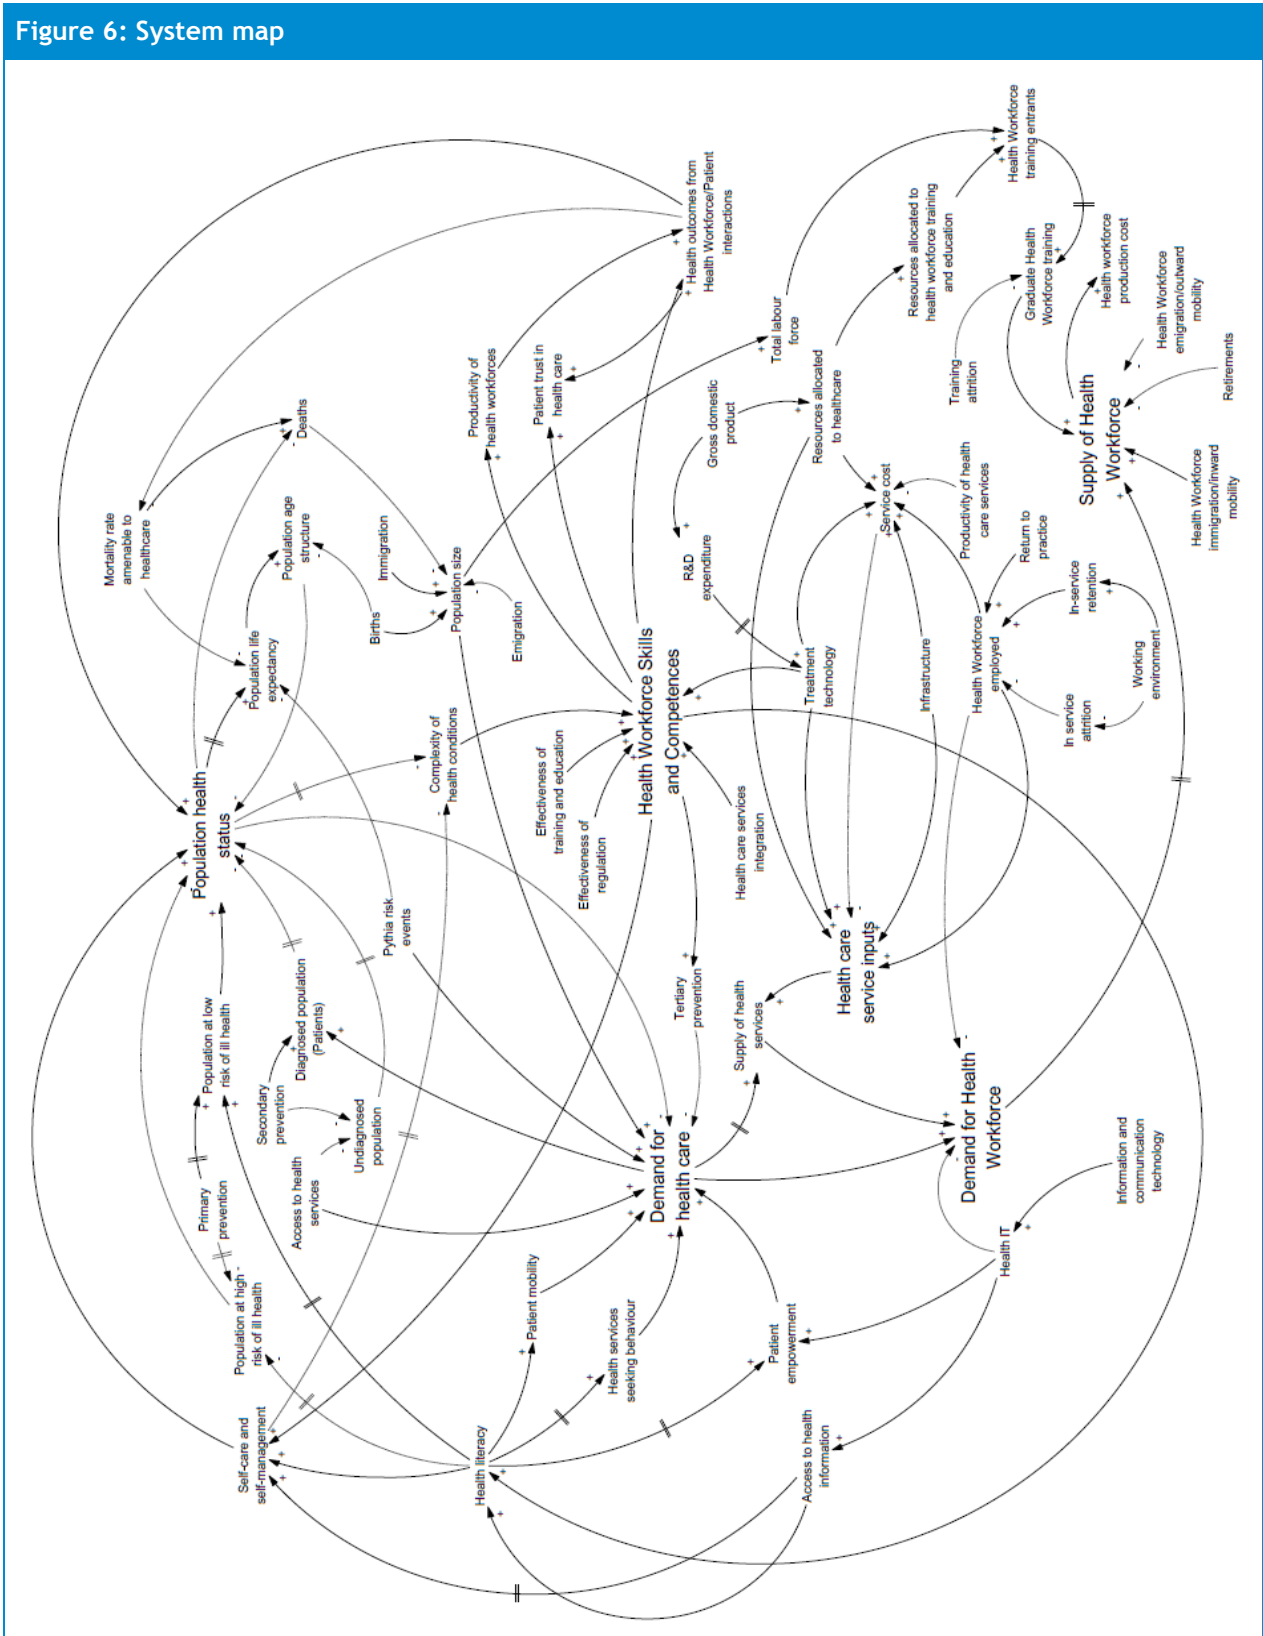 Figure 6: System map
Health Workforce
training entrants
Health outcomes from
Health Workforce/Patient
interactions
Resources allocated to
health workforce training
and education
Graduate Health
Workforce training
Health workforce
production cost
Health Workforce
emigration/outward
mobility
Total labour
force
Productivity of
health workforces
Patient trust in
health care
Gross domestic
product
Resources allocated
to healthcare
Training
attrition
Retirements
Supply of Health
Workforce
Health Workforce
immigration/inward
mobility
Deaths
Mortality rate
amenable to
healthcare
Population age
structure
Immigration
Population size
Births
Emigration
R&D
expenditure
Service cost
Productivity of health
care services
Return to
practice
In-service
retention
Population life
expectancy
Health Workforce Skills
and Competences
Treatment
technology
Infrastructure
Health Workforce
employed
Working
environment
In service
attrition
Population health
status
Complexity of
health conditions
Effectiveness of
training and education
Effectiveness of
regulation
Health care services
integration
Pythia risk
events
Health care
service inputs
Population at low
risk of ill health
Diagnosed population
(Patients)
Secondary
prevention
Undiagnosed
population
Access to health
services
Tertiary
prevention
Supply of health
services
Demand for
health care
Demand for Health
Workforce
Information and
communication
technology
Primary
prevention
Population at high
risk of ill health
Patient mobility
Health services
seeking behaviour
Patient
empowerment
Health IT
Self-care and
self-management
Health literacy
Access to health
information